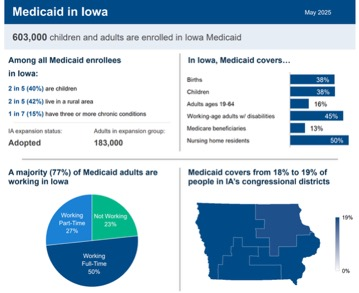 Medicaid in Iowa
May 2025
603,000 children and adults are enrolled in Iowa Medicaid
Among all Medicaid enrollees
in Iowa:
2 in 5 (40%) are children
2 in 5 (42%) live in a rural area
1 in 7 (15%) have three or more chronic conditions
IA expansion status:
Adopted
Adults in expansion group:
183,000
In Iowa, Medicaid covers…
Births 38%
Children 38%
Adults ages 19-64 16%
Working-age adults w/ disabilities 45%
Medicare beneficiaries 13%
Nursing home residents 50%
A majority (77%) of Medicaid adults are
working in Iowa
Working
Part-Time
27%
Not Working
23%
Working
Full-Time
50%
Medicaid covers from 18% to 19% of
people in IA's congressional districts
19%
0%